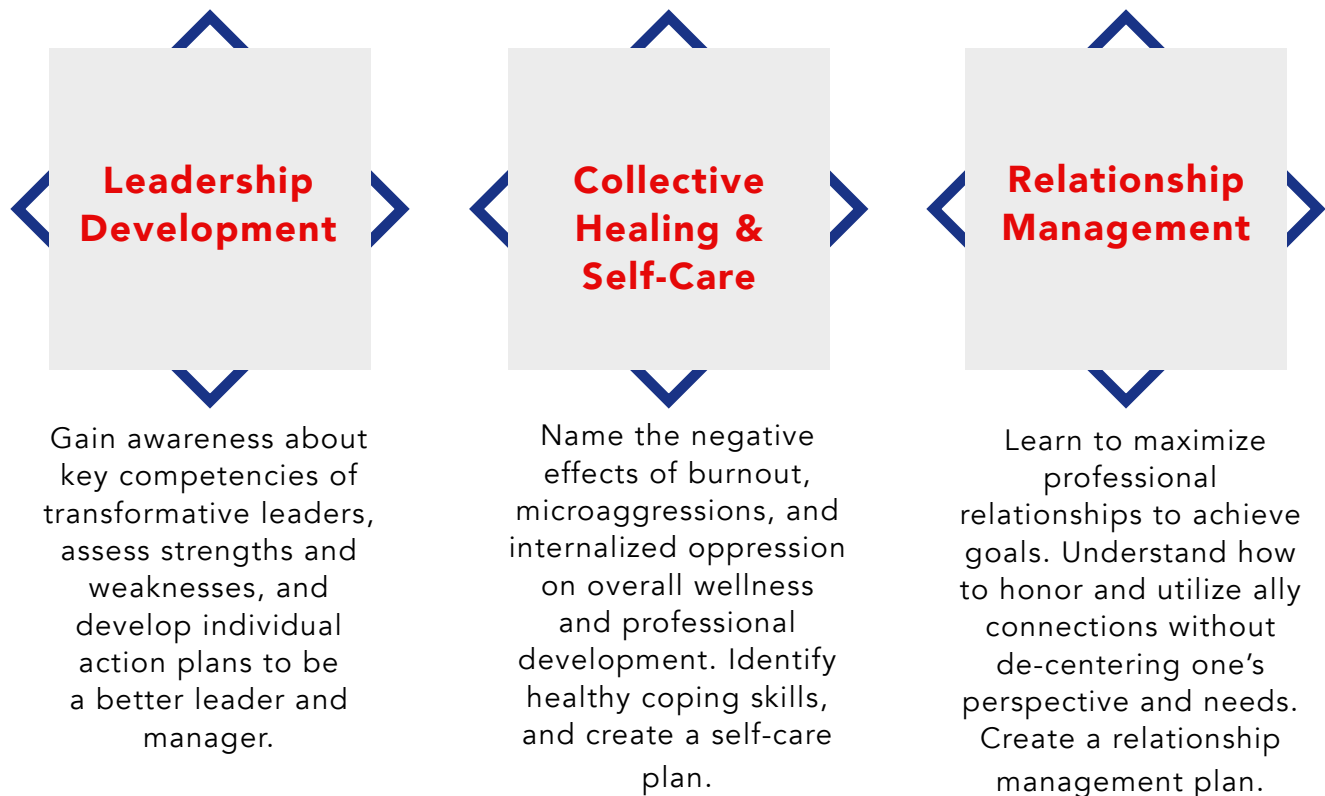 Leadership
Development
Gain awareness about
key competencies of
transformative leaders,
assess strengths and
weaknesses, and
develop individual
action plans to be
a better leader and
manager.
Collective
Healing &
Self-Care
Name the negative
effects of burnout,
microaggressions, and
internalized oppression
on overall wellness
and professional
development. Identify
healthy coping skills,
and create a self-care
plan.
Relationship
Management
Learn to maximize
professional
relationships to achieve
goals. Understand how
to honor and utilize ally
connections without
de-centering one’s
perspective and needs.
Create a relationship
management plan.